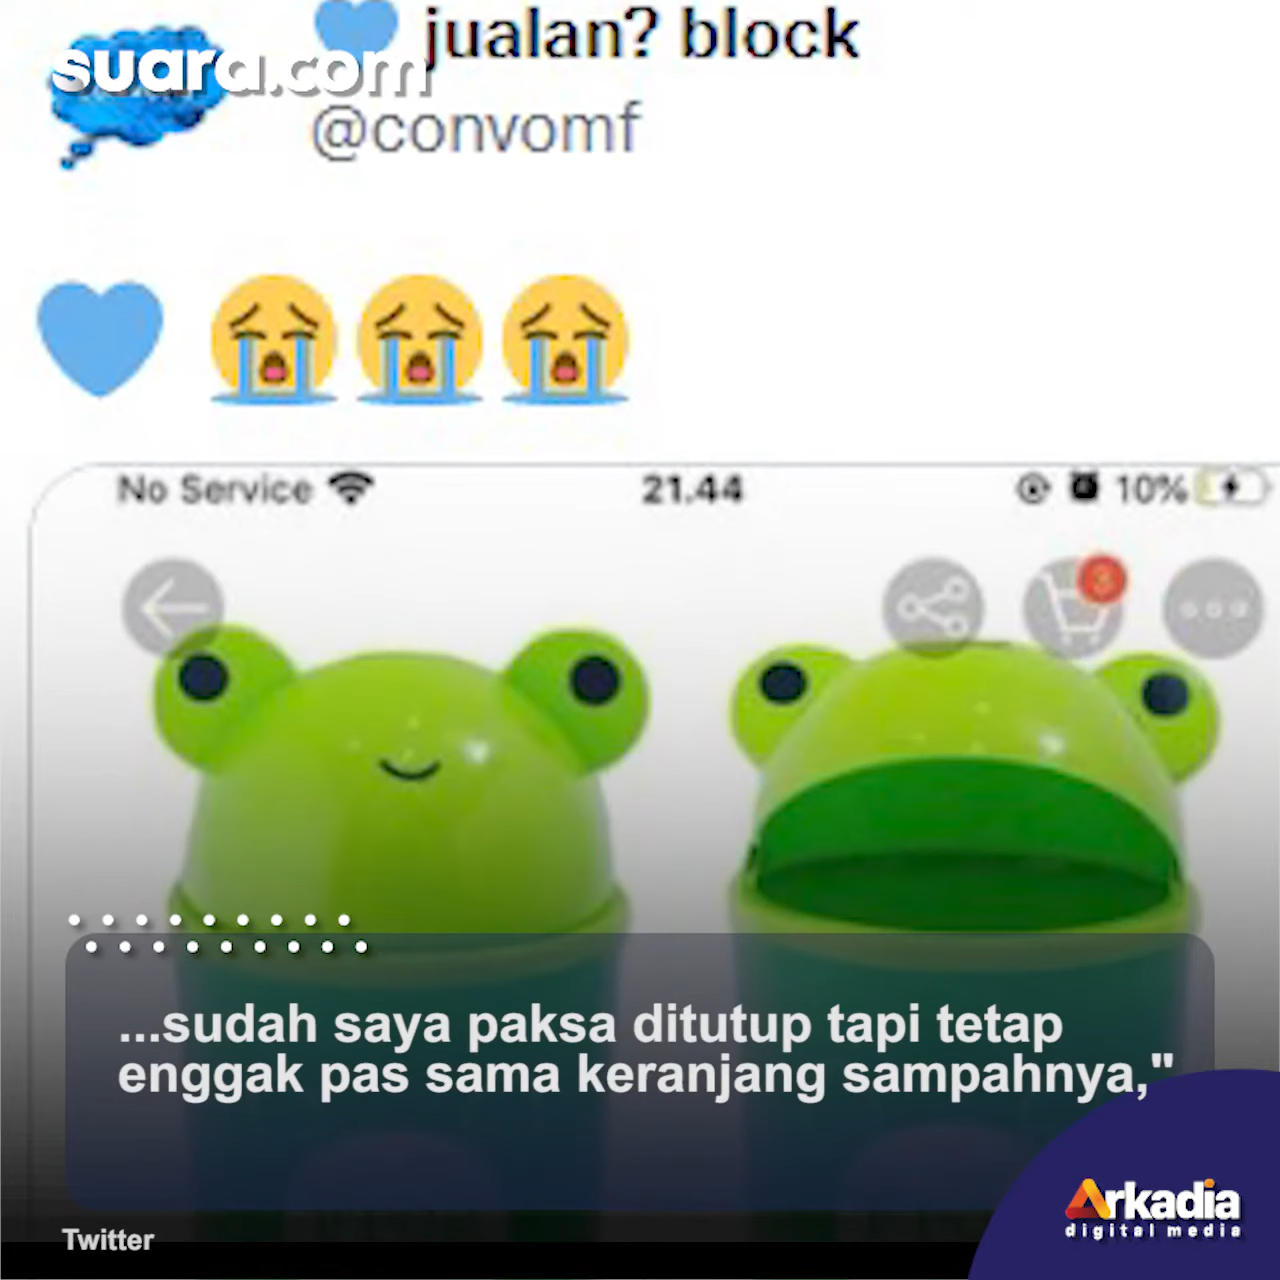 jualan? block
suara.com
@convomf
No Service
21.44
10%
3
...sudah saya paksa ditutup tapi tetap
enggak pas sama keranjang sampahnya,"
Twitter
Arkadia
digital media